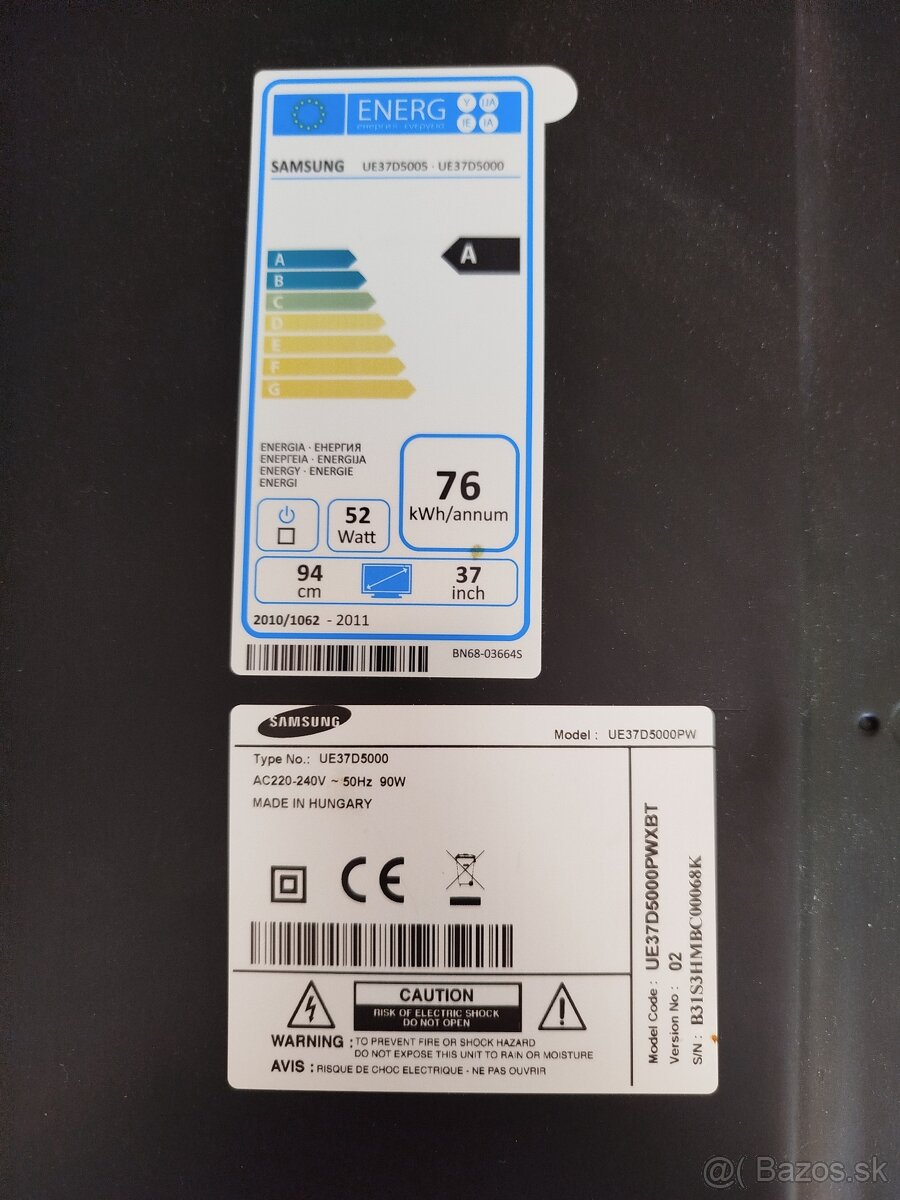 ENERG
Y IJA
IE IA
енергия · ενεργεια
SAMSUNG UE37D5005 · UE37D5000
A
A
B
C
D
E
F
G
ENERGIA · ЕНЕРГИЯ
ΕΝΕΡΓΕΙΑ · ENERGIJA
ENERGY · ENERGIE
ENERGI
76
kWh/annum
52
Watt
94
cm
37
inch
2010/1062 - 2011
BN68-03664S
SAMSUNG
Model : UE37D5000PW
Type No.: UE37D5000
AC220-240V ~ 50Hz 90W
MADE IN HUNGARY
CE
CAUTION
RISK OF ELECTRIC SHOCK
DO NOT OPEN
WARNING : TO PREVENT FIRE OR SHOCK HAZARD
DO NOT EXPOSE THIS UNIT TO RAIN OR MOISTURE
AVIS : RISQUE DE CHOC ELECTRIQUE - NE PAS OUVRIR
Model Code : UE37D5000PWXBT
Version No : 02
S/N : B31S3HMBC00068K
@( Bazos.sk